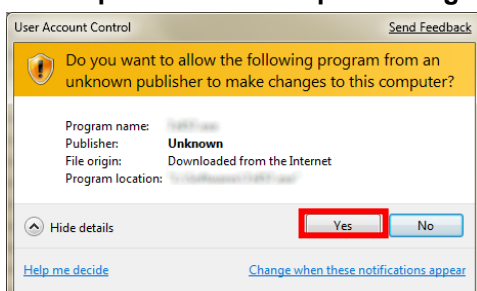 User Account Control
Send Feedback
Do you want to allow the following program from an
unknown publisher to make changes to this computer?
Program name:
Publisher: Unknown
File origin: Downloaded from the Internet
Program location:
Hide details
Yes
No
Help me decide
Change when these notifications appear